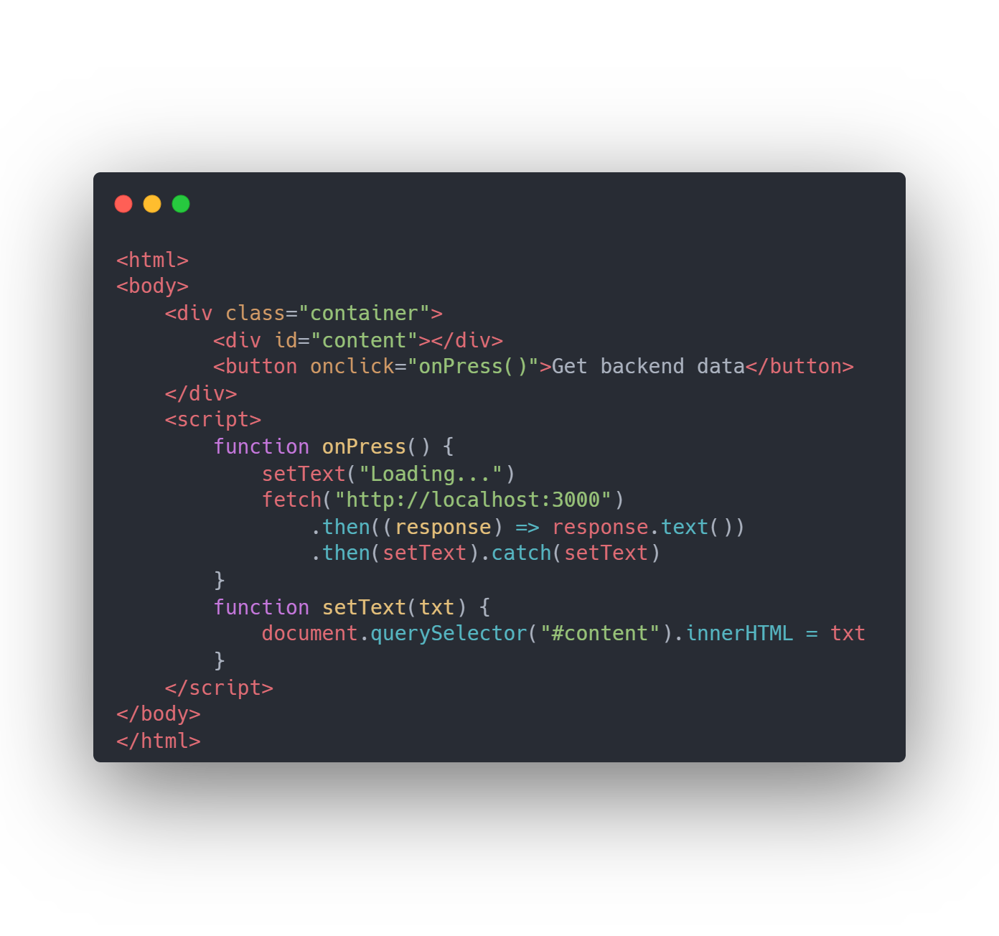 <html>
<body>
    <div class="container">
        <div id="content"></div>
        <button onclick="onPress()">Get backend data</button>
    </div>
    <script>
        function onPress() {
            setText("Loading...")
            fetch("http://localhost:3000")
                .then((response) => response.text())
                .then(setText).catch(setText)
        }
        function setText(txt) {
            document.querySelector("#content").innerHTML = txt
        }
    </script>
</body>
</html>